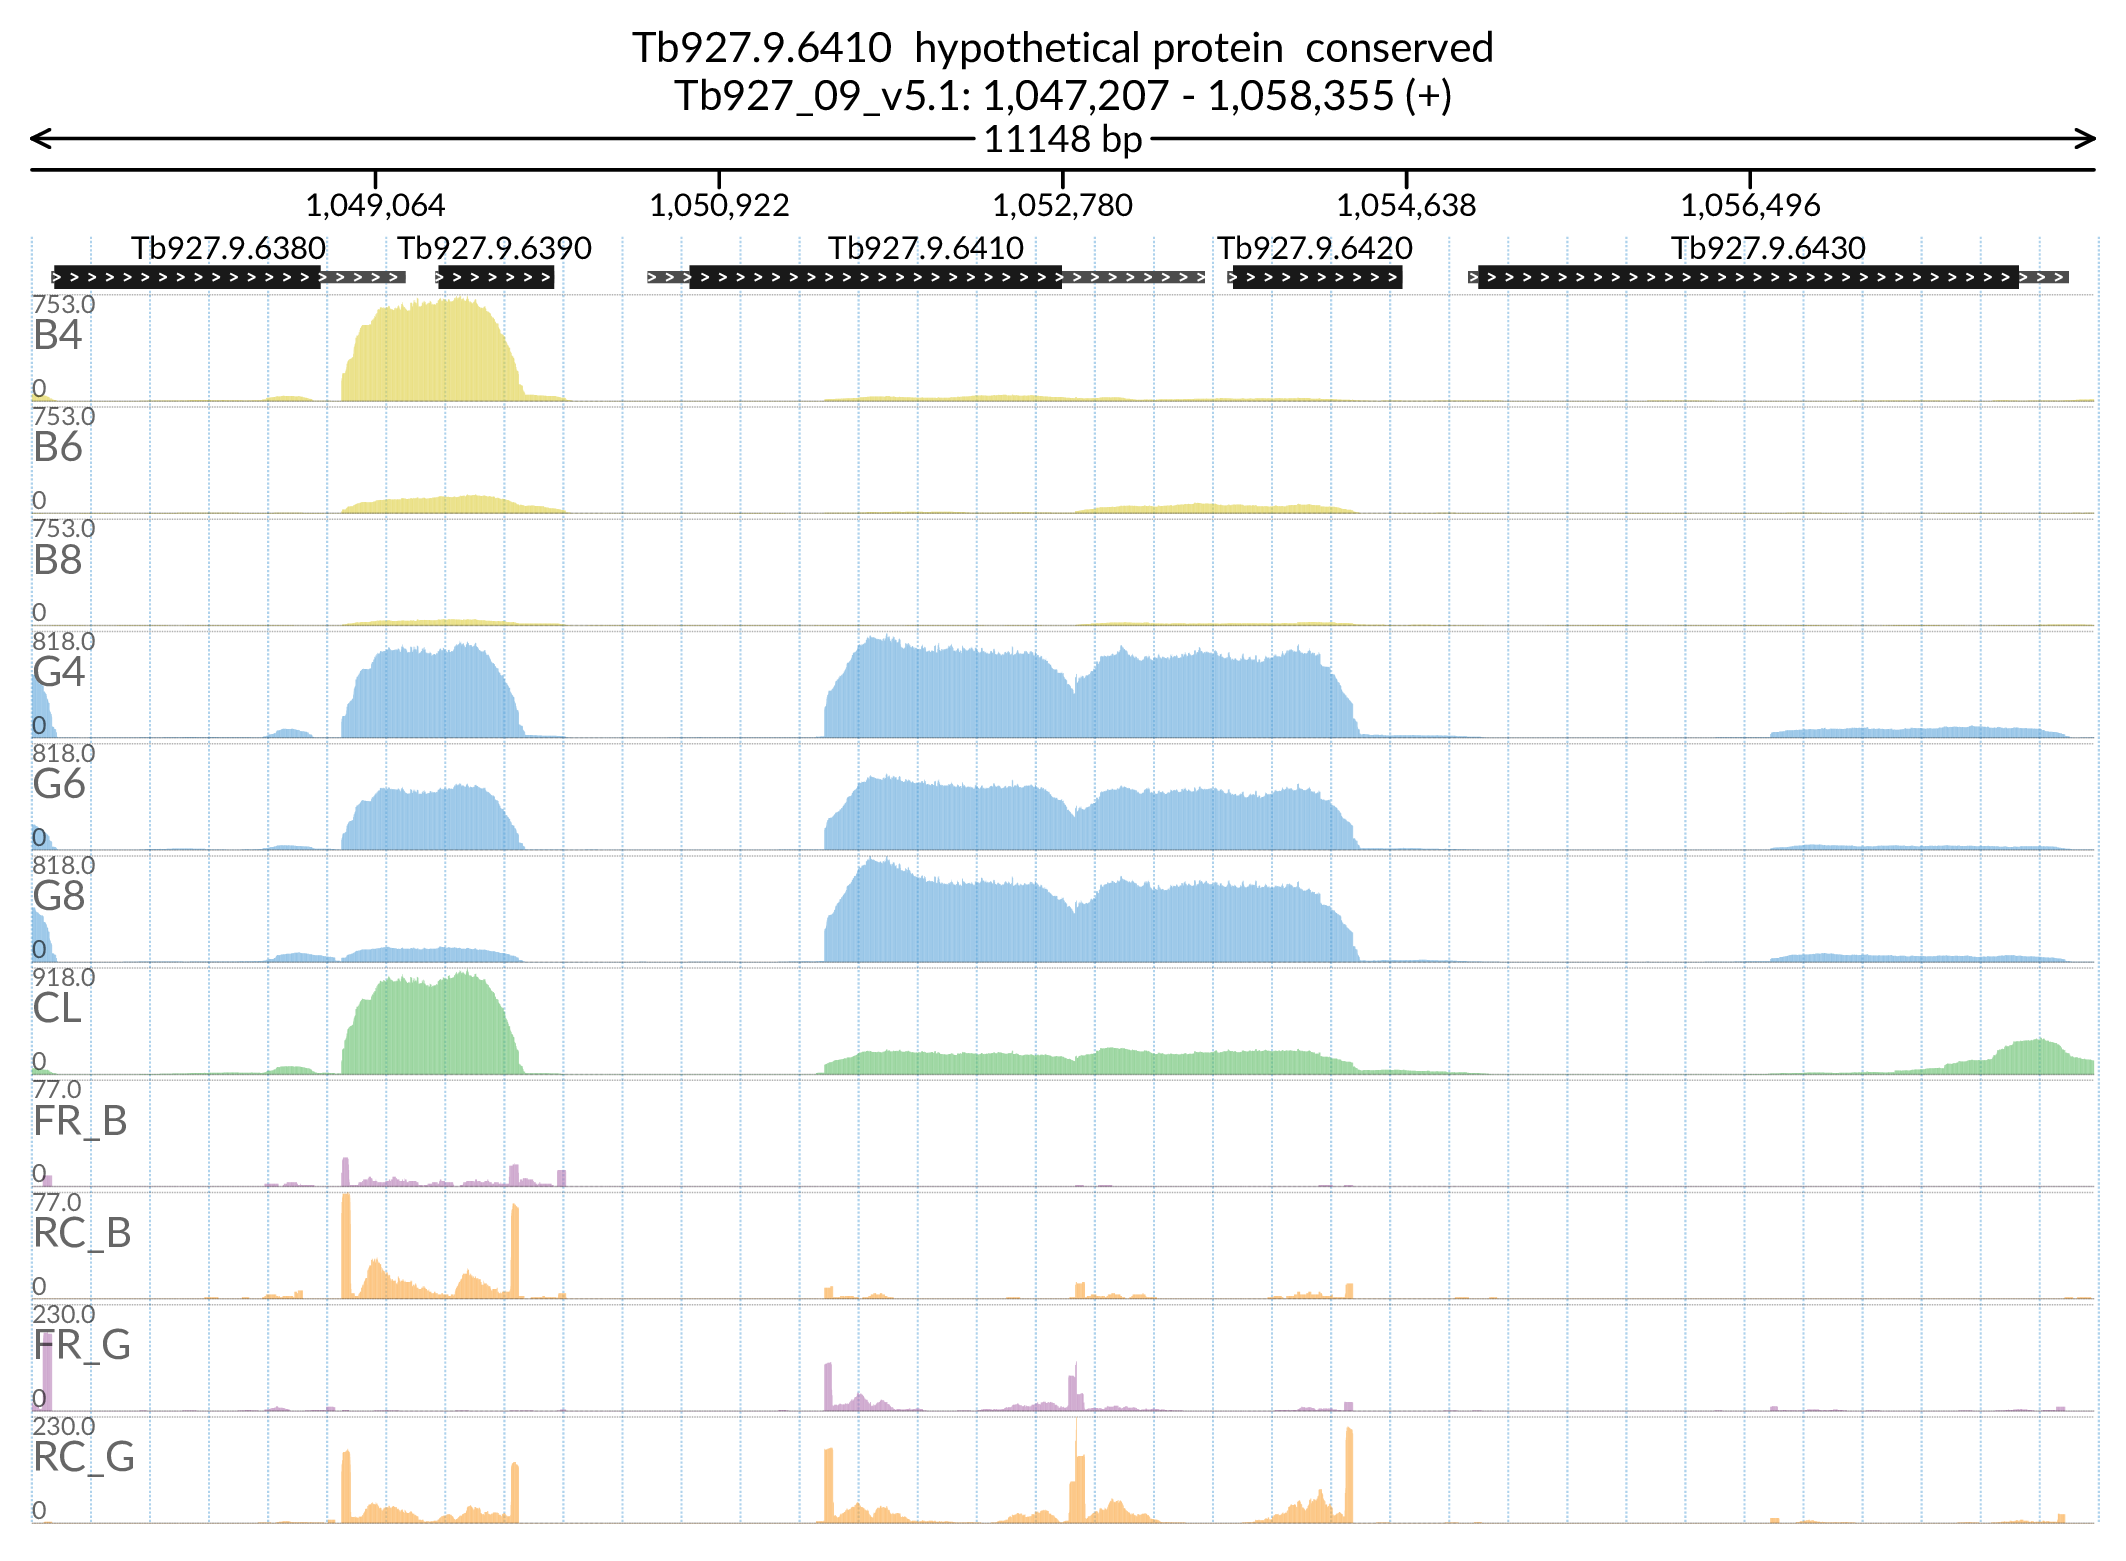 Tb927.9.6410  hypothetical protein  conserved
Tb927_09_v5.1: 1,047,207 - 1,058,355 (+)
11148 bp
1,049,064 1,050,922 1,052,780 1,054,638 1,056,496
Tb927.9.6380 Tb927.9.6390 Tb927.9.6410 Tb927.9.6420 Tb927.9.6430
753.0
B4
0
753.0
B6
0
753.0
B8
0
818.0
G4
0
818.0
G6
0
818.0
G8
0
918.0
CL
0
77.0
FR_B
0
77.0
RC_B
0
230.0
FR_G
0
230.0
RC_G
0